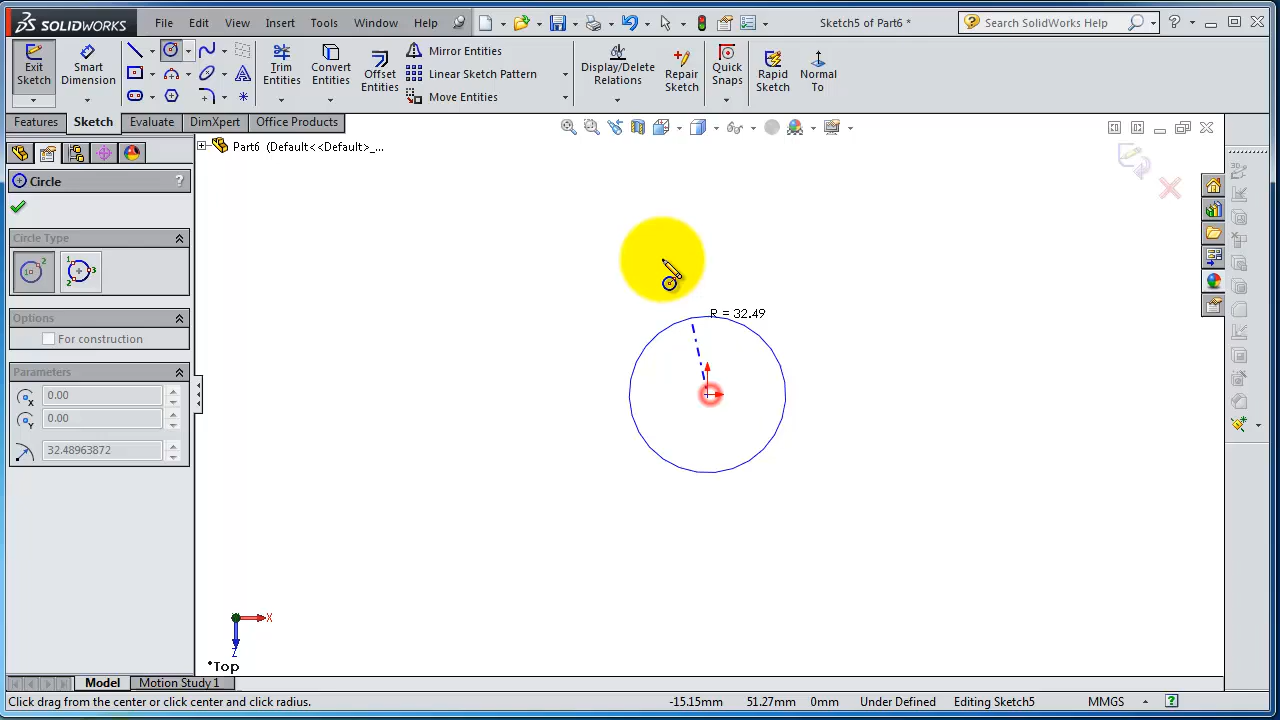 SOLIDWORKS
File Edit View Insert Tools Window Help
Sketch5 of Part6 *
Search SolidWorks Help
Exit Sketch
Smart Dimension
Trim Entities
Convert Entities
Offset Entities
Mirror Entities
Linear Sketch Pattern
Move Entities
Display/Delete Relations
Repair Sketch
Quick Snaps
Rapid Sketch
Normal To
Features Sketch Evaluate DimXpert Office Products
Part6 (Default<<Default>_...
Circle ?
Circle Type
Options
For construction
Parameters
0.00
0.00
32.48963872
R = 32.49
X
Z
*Top
Model Motion Study 1
Click drag from the center or click center and click radius.
-15.15mm 51.27mm 0mm Under Defined Editing Sketch5 MMGS